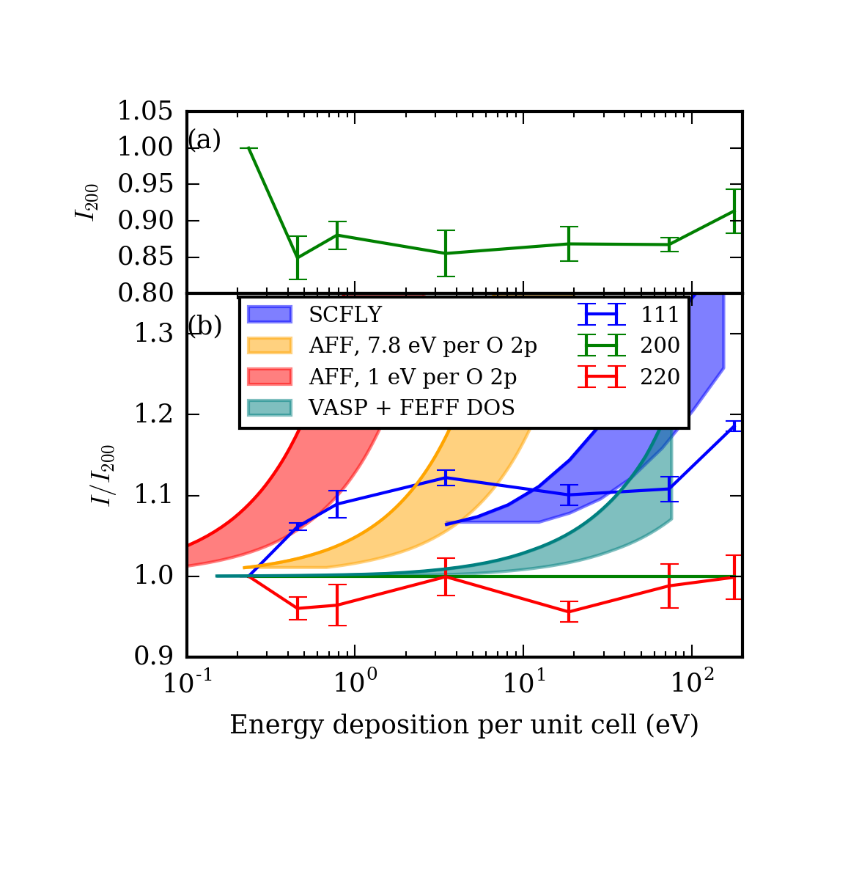 1.05
(a)
1.00
0.95
I200
0.90
0.85
0.80
(b)
SCFLY
111
1.3
AFF, 7.8 eV per O 2p
200
AFF, 1 eV per O 2p
220
VASP + FEFF DOS
1.2
I/I200
1.1
1.0
0.9
10-1 100 101 102
Energy deposition per unit cell (eV)